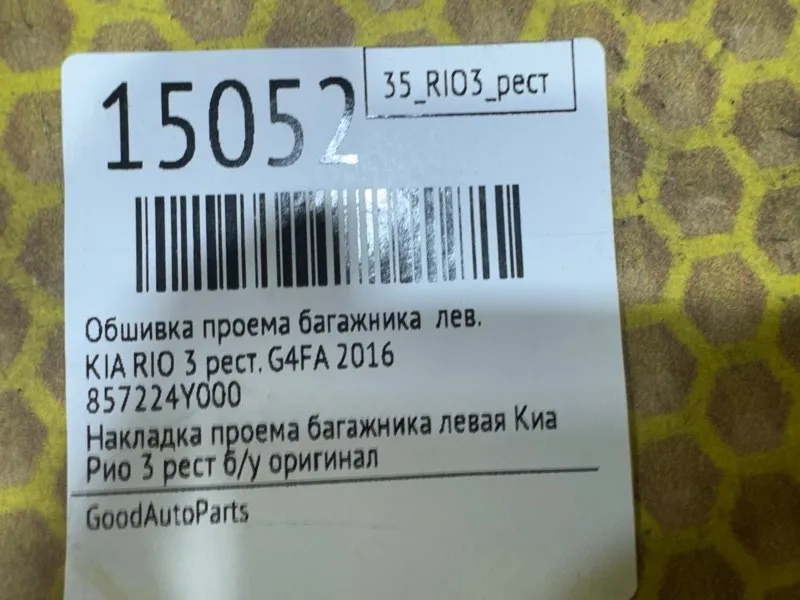 15052
35_RIO3_рест
Обшивка проема багажника лев.
KIA RIO 3 рест. G4FA 2016
857224Y000
Накладка проема багажника левая Киа
Рио 3 рест б/у оригинал
GoodAutoParts